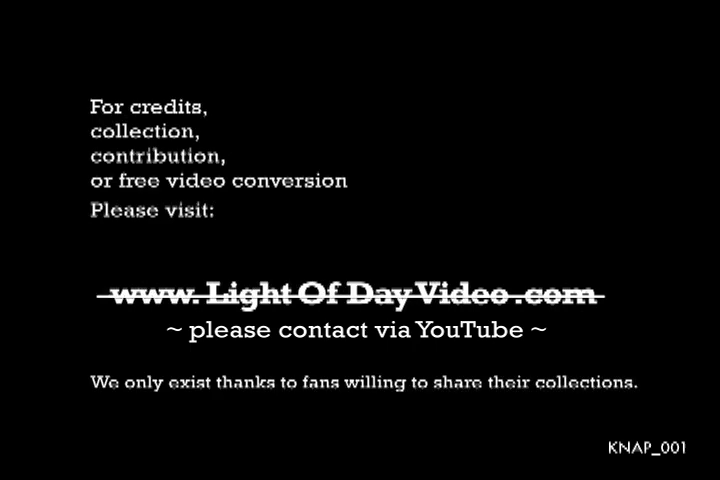 For credits,
collection,
contribution,
or free video conversion
Please visit:
www. Light Of Day Video .com
~ please contact via YouTube ~
We only exist thanks to fans willing to share their collections.
KNAP_001